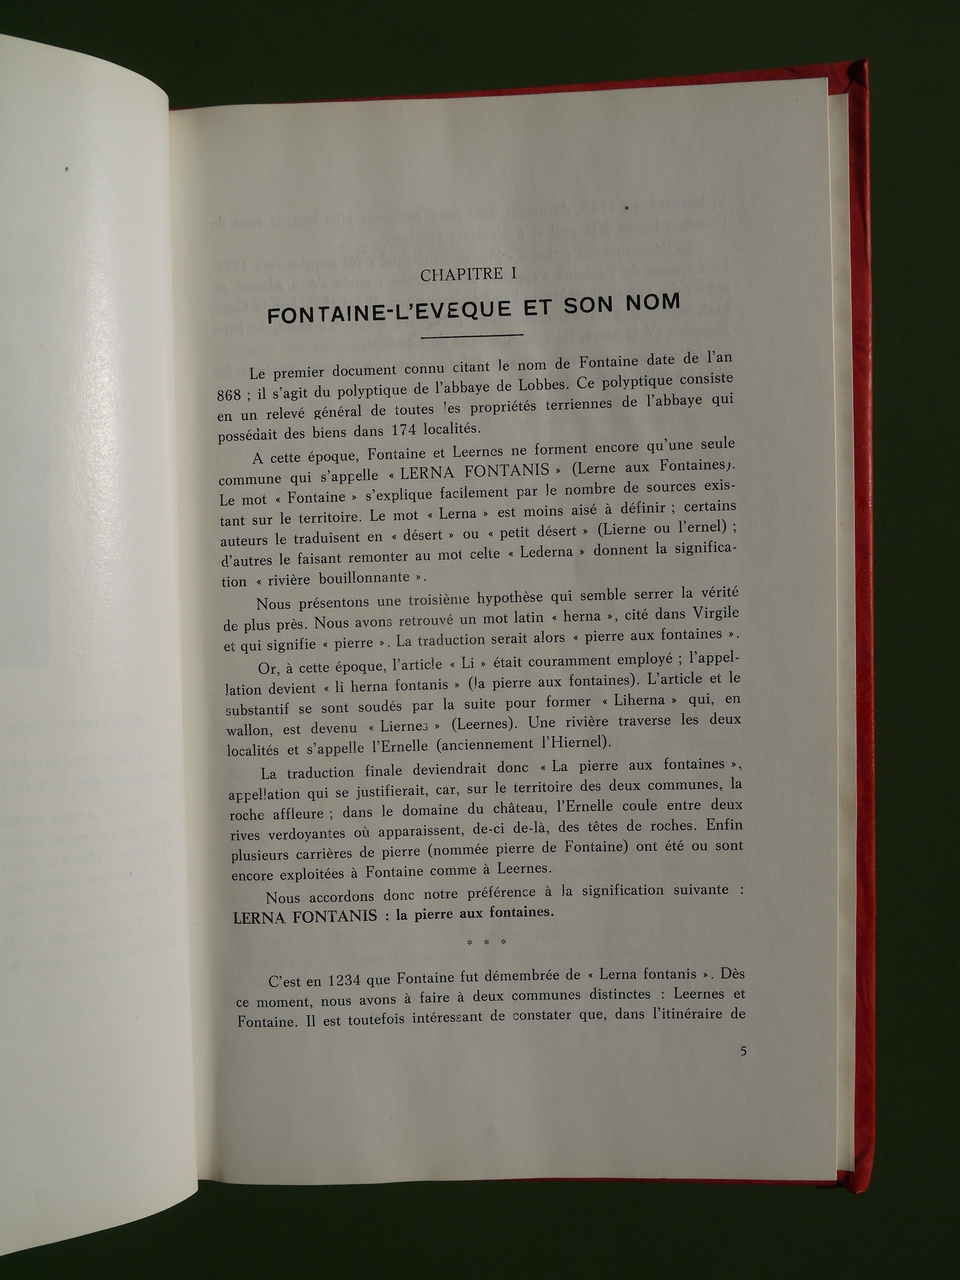 CHAPITRE I
FONTAINE-L'EVEQUE ET SON NOM
Le premier document connu citant le nom de Fontaine date de l'an
868 ; il s'agit du polyptique de l'abbaye de Lobbes. Ce polyptique consiste
en un relevé général de toutes les propriétés terriennes de l'abbaye qui
possédait des biens dans 174 localités.
A cette époque, Fontaine et Leernes ne forment encore qu'une seule
commune qui s'appelle « LERNA FONTANIS » (Lerne aux Fontaines).
Le mot « Fontaine » s'explique facilement par le nombre de sources exis-
tant sur le territoire. Le mot « Lerna » est moins aisé à définir ; certains
auteurs le traduisent en « désert » ou « petit désert » (Lierne ou l'ernel) ;
d'autres le faisant remonter au mot celte « Lederna » donnent la significa-
tion « rivière bouillonnante ».
Nous présentons une troisième hypothèse qui semble serrer la vérité
de plus près. Nous avons retrouvé un mot latin « herna », cité dans Virgile
et qui signifie « pierre ». La traduction serait alors « pierre aux fontaines ».
Or, à cette époque, l'article « Li » était couramment employé ; l'appel-
lation devient « li herna fontanis » (la pierre aux fontaines). L'article et le
substantif se sont soudés par la suite pour former « Liherna » qui, en
wallon, est devenu « Liernes » (Leernes). Une rivière traverse les deux
localités et s'appelle l'Ernelle (anciennement l'Hiernel).
La traduction finale deviendrait donc « La pierre aux fontaines »,
appellation qui se justifierait, car, sur le territoire des deux communes, la
roche affleure ; dans le domaine du château, l'Ernelle coule entre deux
rives verdoyantes où apparaissent, de-ci de-là, des têtes de roches. Enfin
plusieurs carrières de pierre (nommée pierre de Fontaine) ont été ou sont
encore exploitées à Fontaine comme à Leernes.
Nous accordons donc notre préférence à la signification suivante :
LERNA FONTANIS : la pierre aux fontaines.
* * *
C'est en 1234 que Fontaine fut démembrée de « Lerna fontanis ». Dès
ce moment, nous avons à faire à deux communes distinctes : Leernes et
Fontaine. Il est toutefois intéressant de constater que, dans l'itinéraire de
5